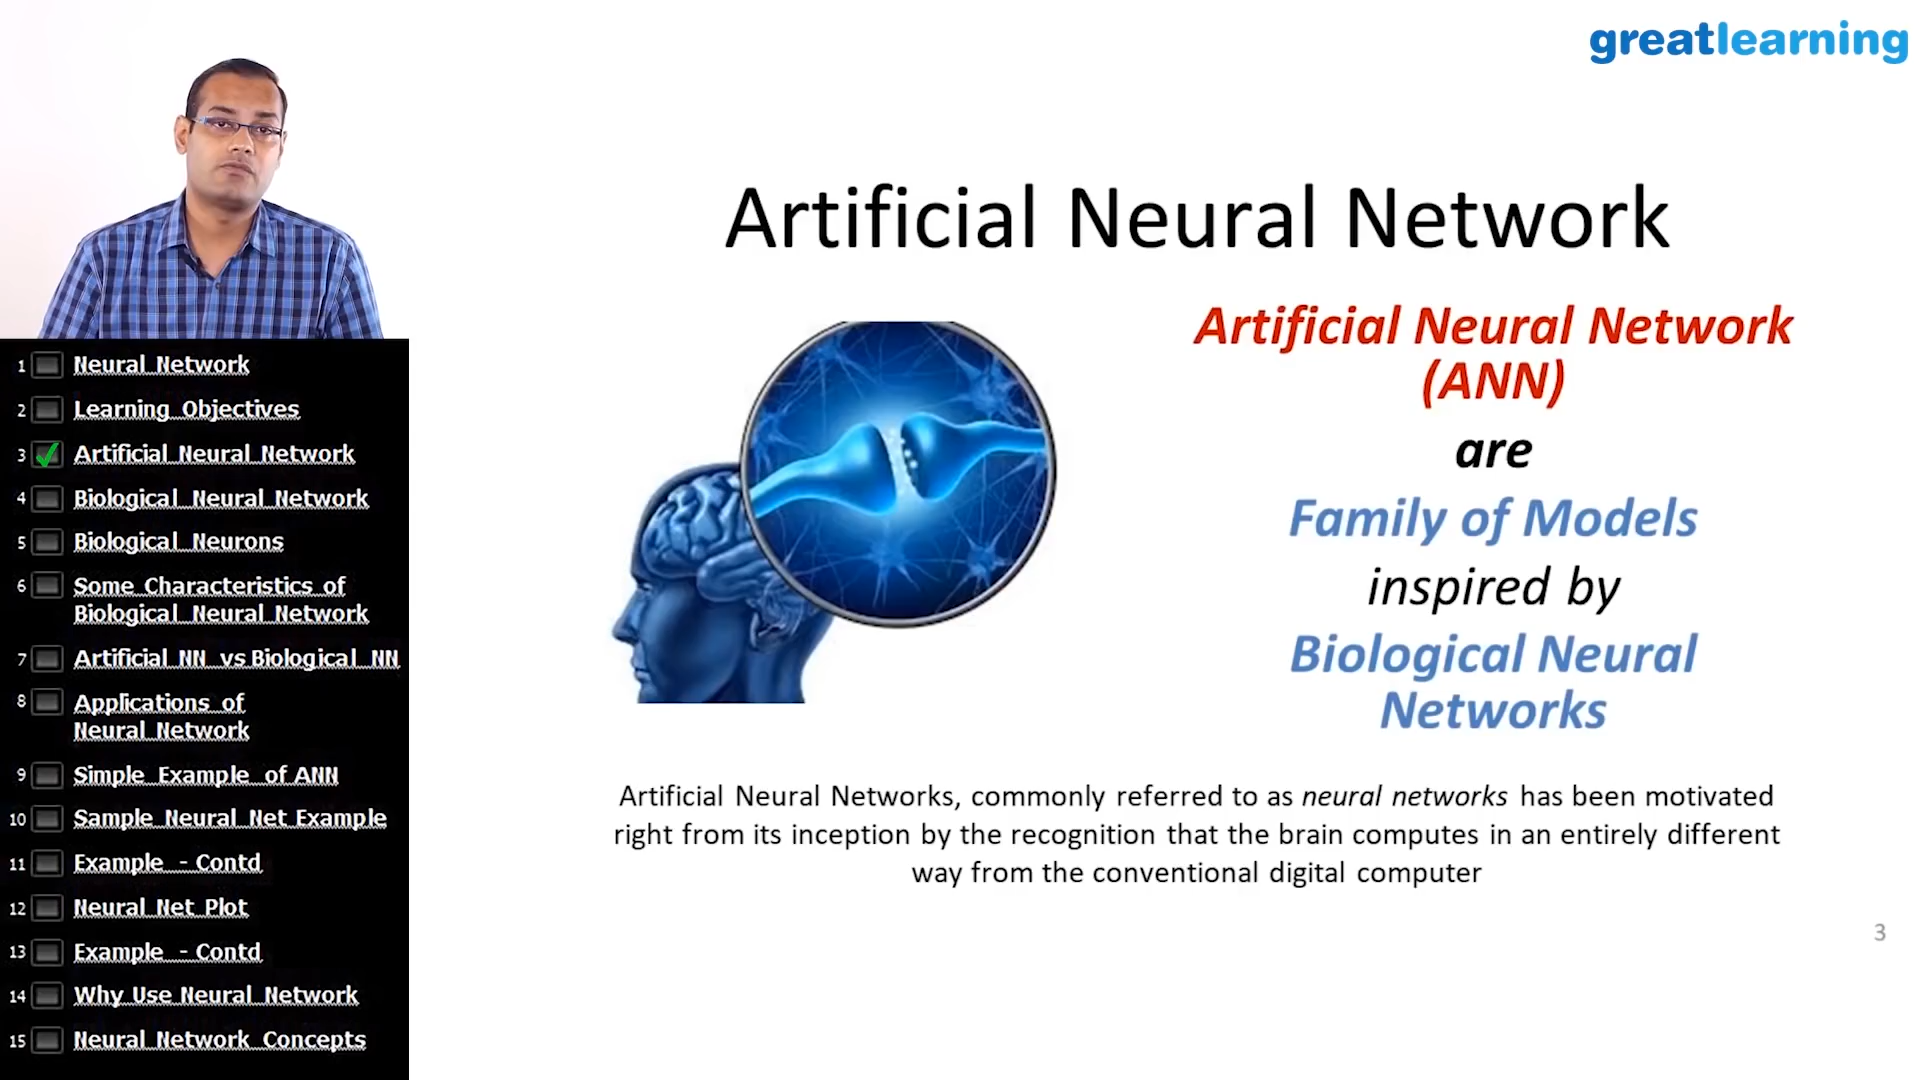 greatlearning
Artificial Neural Network
Artificial Neural Network
(ANN)
are
Family of Models
inspired by
Biological Neural
Networks
Artificial Neural Networks, commonly referred to as neural networks has been motivated
right from its inception by the recognition that the brain computes in an entirely different
way from the conventional digital computer
3
1 Neural Network
2 Learning Objectives
3 Artificial Neural Network
4 Biological Neural Network
5 Biological Neurons
6 Some Characteristics of
Biological Neural Network
7 Artificial NN vs Biological NN
8 Applications of
Neural Network
9 Simple Example of ANN
10 Sample Neural Net Example
11 Example - Contd
12 Neural Net Plot
13 Example - Contd
14 Why Use Neural Network
15 Neural Network Concepts